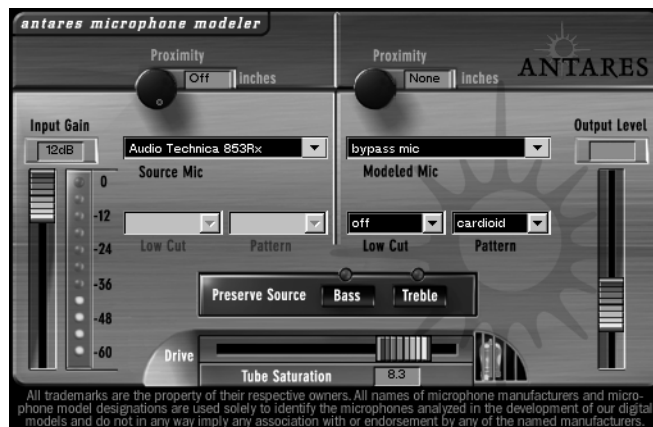 antares microphone modeler
Proximity
Off inches
Proximity
None inches
ANTARES
Input Gain
12dB
Audio Technica 853Rx
Source Mic
bypass mic
Modeled Mic
Output Level
0
-12
-24
-36
-48
-60
Low Cut Pattern
off cardioid
Low Cut Pattern
Preserve Source Bass Treble
Drive
Tube Saturation 8.3
All trademarks are the property of their respective owners. All names of microphone manufacturers and micro-
phone model designations are used solely to identify the microphones analyzed in the development of our digital
models and do not in any way imply any association with or endorsement by any of the named manufacturers.